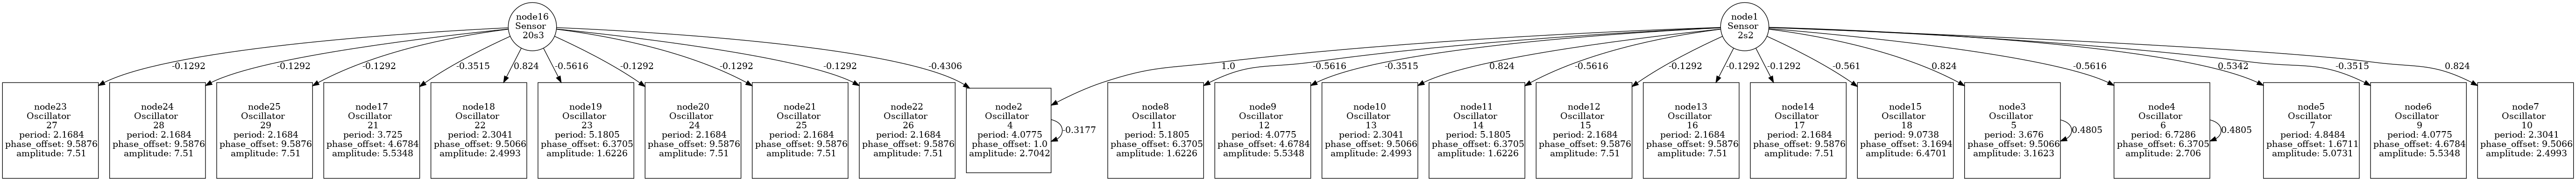 node16
Sensor
20s3
node1
Sensor
2s2
-0.1292
-0.1292
-0.1292
-0.3515
0.824
-0.5616
-0.1292
-0.1292
-0.1292
-0.4306
1.0
-0.5616
-0.3515
0.824
-0.5616
-0.1292
-0.1292
-0.1292
-0.561
0.824
-0.5616
0.5342
-0.3515
0.824
node23
Oscillator
27
period: 2.1684
phase_offset: 9.5876
amplitude: 7.51
node24
Oscillator
28
period: 2.1684
phase_offset: 9.5876
amplitude: 7.51
node25
Oscillator
29
period: 2.1684
phase_offset: 9.5876
amplitude: 7.51
node17
Oscillator
21
period: 3.725
phase_offset: 4.6784
amplitude: 5.5348
node18
Oscillator
22
period: 2.3041
phase_offset: 9.5066
amplitude: 2.4993
node19
Oscillator
23
period: 5.1805
phase_offset: 6.3705
amplitude: 1.6226
node20
Oscillator
24
period: 2.1684
phase_offset: 9.5876
amplitude: 7.51
node21
Oscillator
25
period: 2.1684
phase_offset: 9.5876
amplitude: 7.51
node22
Oscillator
26
period: 2.1684
phase_offset: 9.5876
amplitude: 7.51
node2
Oscillator
4
period: 4.0775
phase_offset: 1.0
amplitude: 2.7042
-0.3177
node8
Oscillator
11
period: 5.1805
phase_offset: 6.3705
amplitude: 1.6226
node9
Oscillator
12
period: 4.0775
phase_offset: 4.6784
amplitude: 5.5348
node10
Oscillator
13
period: 2.3041
phase_offset: 9.5066
amplitude: 2.4993
node11
Oscillator
14
period: 5.1805
phase_offset: 6.3705
amplitude: 1.6226
node12
Oscillator
15
period: 2.1684
phase_offset: 9.5876
amplitude: 7.51
node13
Oscillator
16
period: 2.1684
phase_offset: 9.5876
amplitude: 7.51
node14
Oscillator
17
period: 2.1684
phase_offset: 9.5876
amplitude: 7.51
node15
Oscillator
18
period: 9.0738
phase_offset: 3.1694
amplitude: 6.4701
node3
Oscillator
5
period: 3.676
phase_offset: 9.5066
amplitude: 3.1623
0.4805
node4
Oscillator
6
period: 6.7286
phase_offset: 6.3705
amplitude: 2.706
0.4805
node5
Oscillator
7
period: 4.8484
phase_offset: 1.6711
amplitude: 5.0731
node6
Oscillator
9
period: 4.0775
phase_offset: 4.6784
amplitude: 5.5348
node7
Oscillator
10
period: 2.3041
phase_offset: 9.5066
amplitude: 2.4993